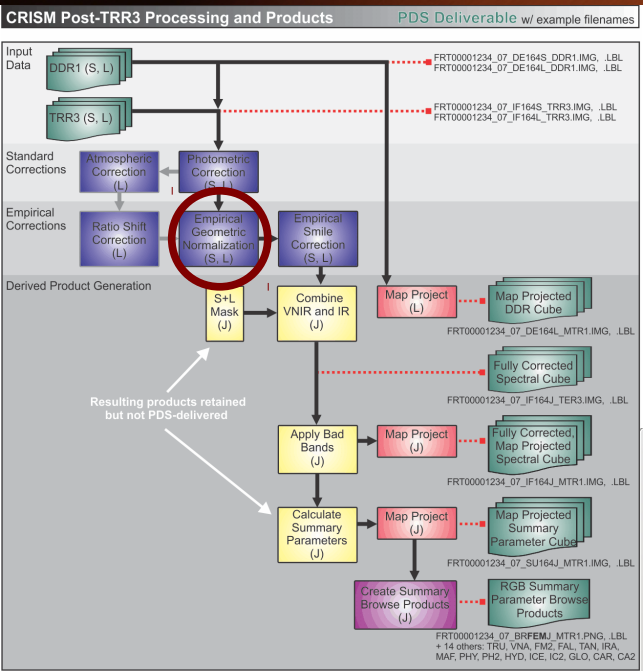 CRISM Post-TRR3 Processing and Products
PDS Deliverable w/ example filenames
Input
Data
DDR1 (S, L)
FRT00001234_07_DE164S_DDR1.IMG, .LBL
FRT00001234_07_DE164L_DDR1.IMG, .LBL
TRR3 (S, L)
FRT00001234_07_IF164S_TRR3.IMG, .LBL
FRT00001234_07_IF164L_TRR3.IMG, .LBL
Standard
Corrections
Atmospheric
Correction
(L)
Photometric
Correction
(S, L)
Empirical
Corrections
Ratio Shift
Correction
(L)
Empirical
Geometric
Normalization
(S, L)
Empirical
Smile
Correction
(S, L)
Derived Product Generation
S+L
Mask
(J)
Combine
VNIR and IR
(J)
Map Project
(L)
Map Projected
DDR Cube
FRT00001234_07_DE164L_MTR1.IMG, .LBL
Fully Corrected
Spectral Cube
FRT00001234_07_IF164J_TER3.IMG, .LBL
Resulting products retained
but not PDS-delivered
Apply Bad
Bands
(J)
Map Project
(J)
Fully Corrected,
Map Projected
Spectral Cube
FRT00001234_07_IF164J_MTR1.IMG, .LBL
Calculate
Summary
Parameters
(J)
Map Project
(J)
Map Projected
Summary
Parameter Cube
FRT00001234_07_SU164J_MTR1.IMG, .LBL
Create Summary
Browse Products
(J)
RGB Summary
Parameter Browse
Products
FRT00001234_07_BRFEMJ_MTR1.PNG, .LBL
+ 14 others: TRU, VNA, FM2, FAL, TAN, IRA,
MAF, PHY, PH2, HYD, ICE, IC2, GLO, CAR, CA2